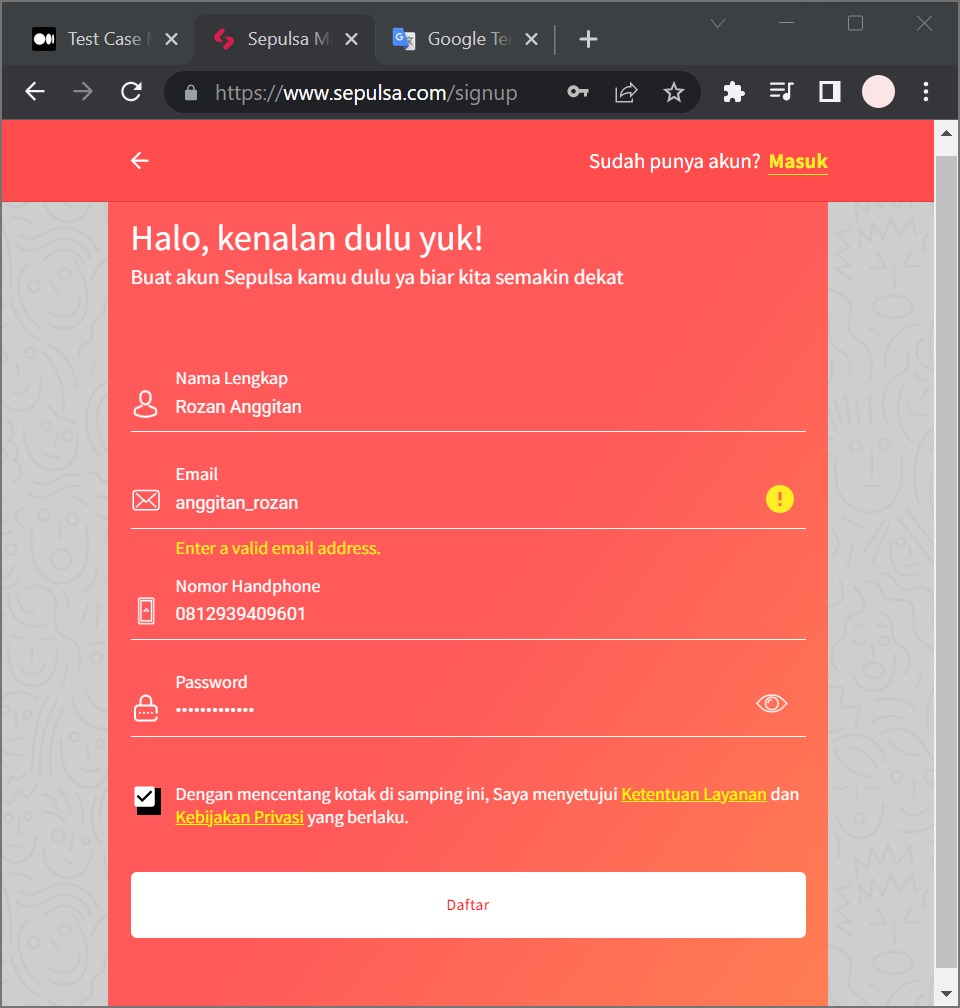 Test Case
Sepulsa M
Google Te
https://www.sepulsa.com/signup
Sudah punya akun? Masuk
Halo, kenalan dulu yuk!
Buat akun Sepulsa kamu dulu ya biar kita semakin dekat
Nama Lengkap
Rozan Anggitan
Email
anggitan_rozan
Enter a valid email address.
Nomor Handphone
0812939409601
Password
•••••••••••••
Dengan mencentang kotak di samping ini, Saya menyetujui Ketentuan Layanan dan
Kebijakan Privasi yang berlaku.
Daftar